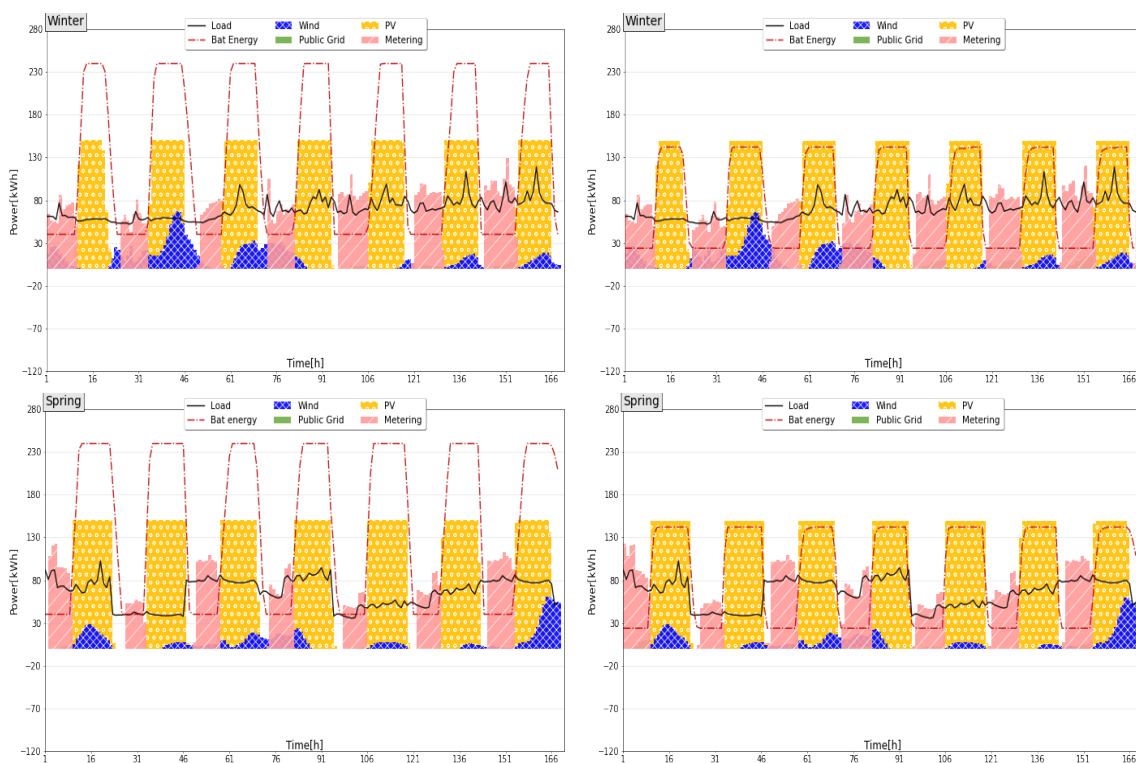 Winter
280
Load
Wind
PV
Bat Energy
Public Grid
Metering
230
180
130
80
30
−20
−70
−120
Power[kWh]
Time[h]
1 16 31 46 61 76 91 106 121 136 151 166
Winter
280
Load
Wind
PV
Bat Energy
Public Grid
Metering
230
180
130
80
30
−20
−70
−120
Power[kWh]
Time[h]
1 16 31 46 61 76 91 106 121 136 151 166
Spring
280
Load
Wind
PV
Bat energy
Public Grid
Metering
230
180
130
80
30
−20
−70
−120
Power[kWh]
Time[h]
1 16 31 46 61 76 91 106 121 136 151 166
Spring
280
Load
Wind
PV
Bat energy
Public Grid
Metering
230
180
130
80
30
−20
−70
−120
Power[kWh]
Time[h]
1 16 31 46 61 76 91 106 121 136 151 166